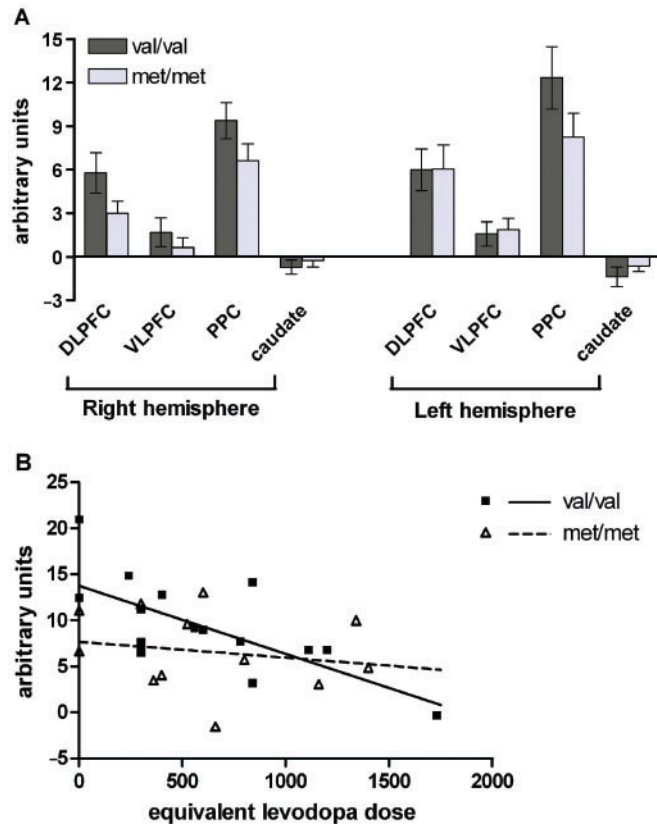 A
val/val
met/met
arbitrary units
15
12
9
6
3
0
−3
DLPFC VLPFC PPC caudate DLPFC VLPFC PPC caudate
Right hemisphere Left hemisphere
B
val/val
met/met
arbitrary units
25
20
15
10
5
0
−5
0 500 1000 1500 2000
equivalent levodopa dose